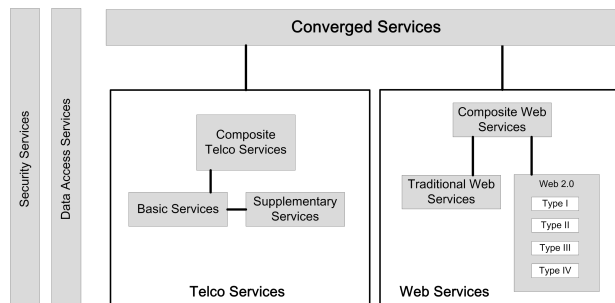 Converged Services
Security Services
Data Access Services
Composite
Telco Services
Basic Services
Supplementary
Services
Telco Services
Composite Web
Services
Traditional Web
Services
Web 2.0
Type I
Type II
Type III
Type IV
Web Services